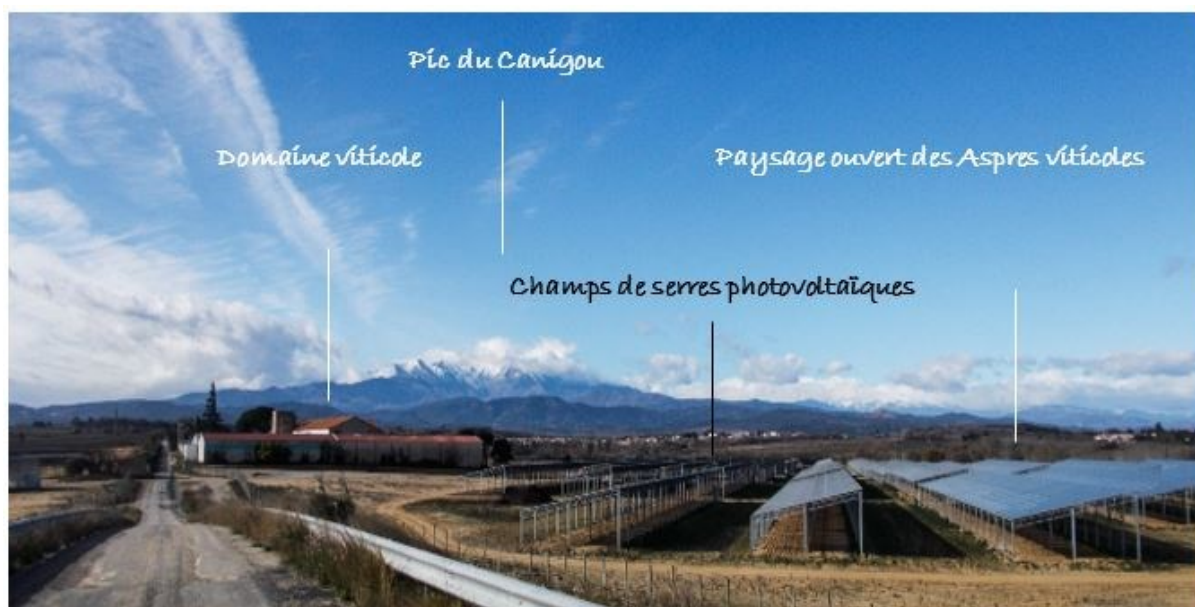 Pic du Canigou
Domaine viticole
Paysage ouvert des Aspres viticoles
Champs de serres photovoltaïques